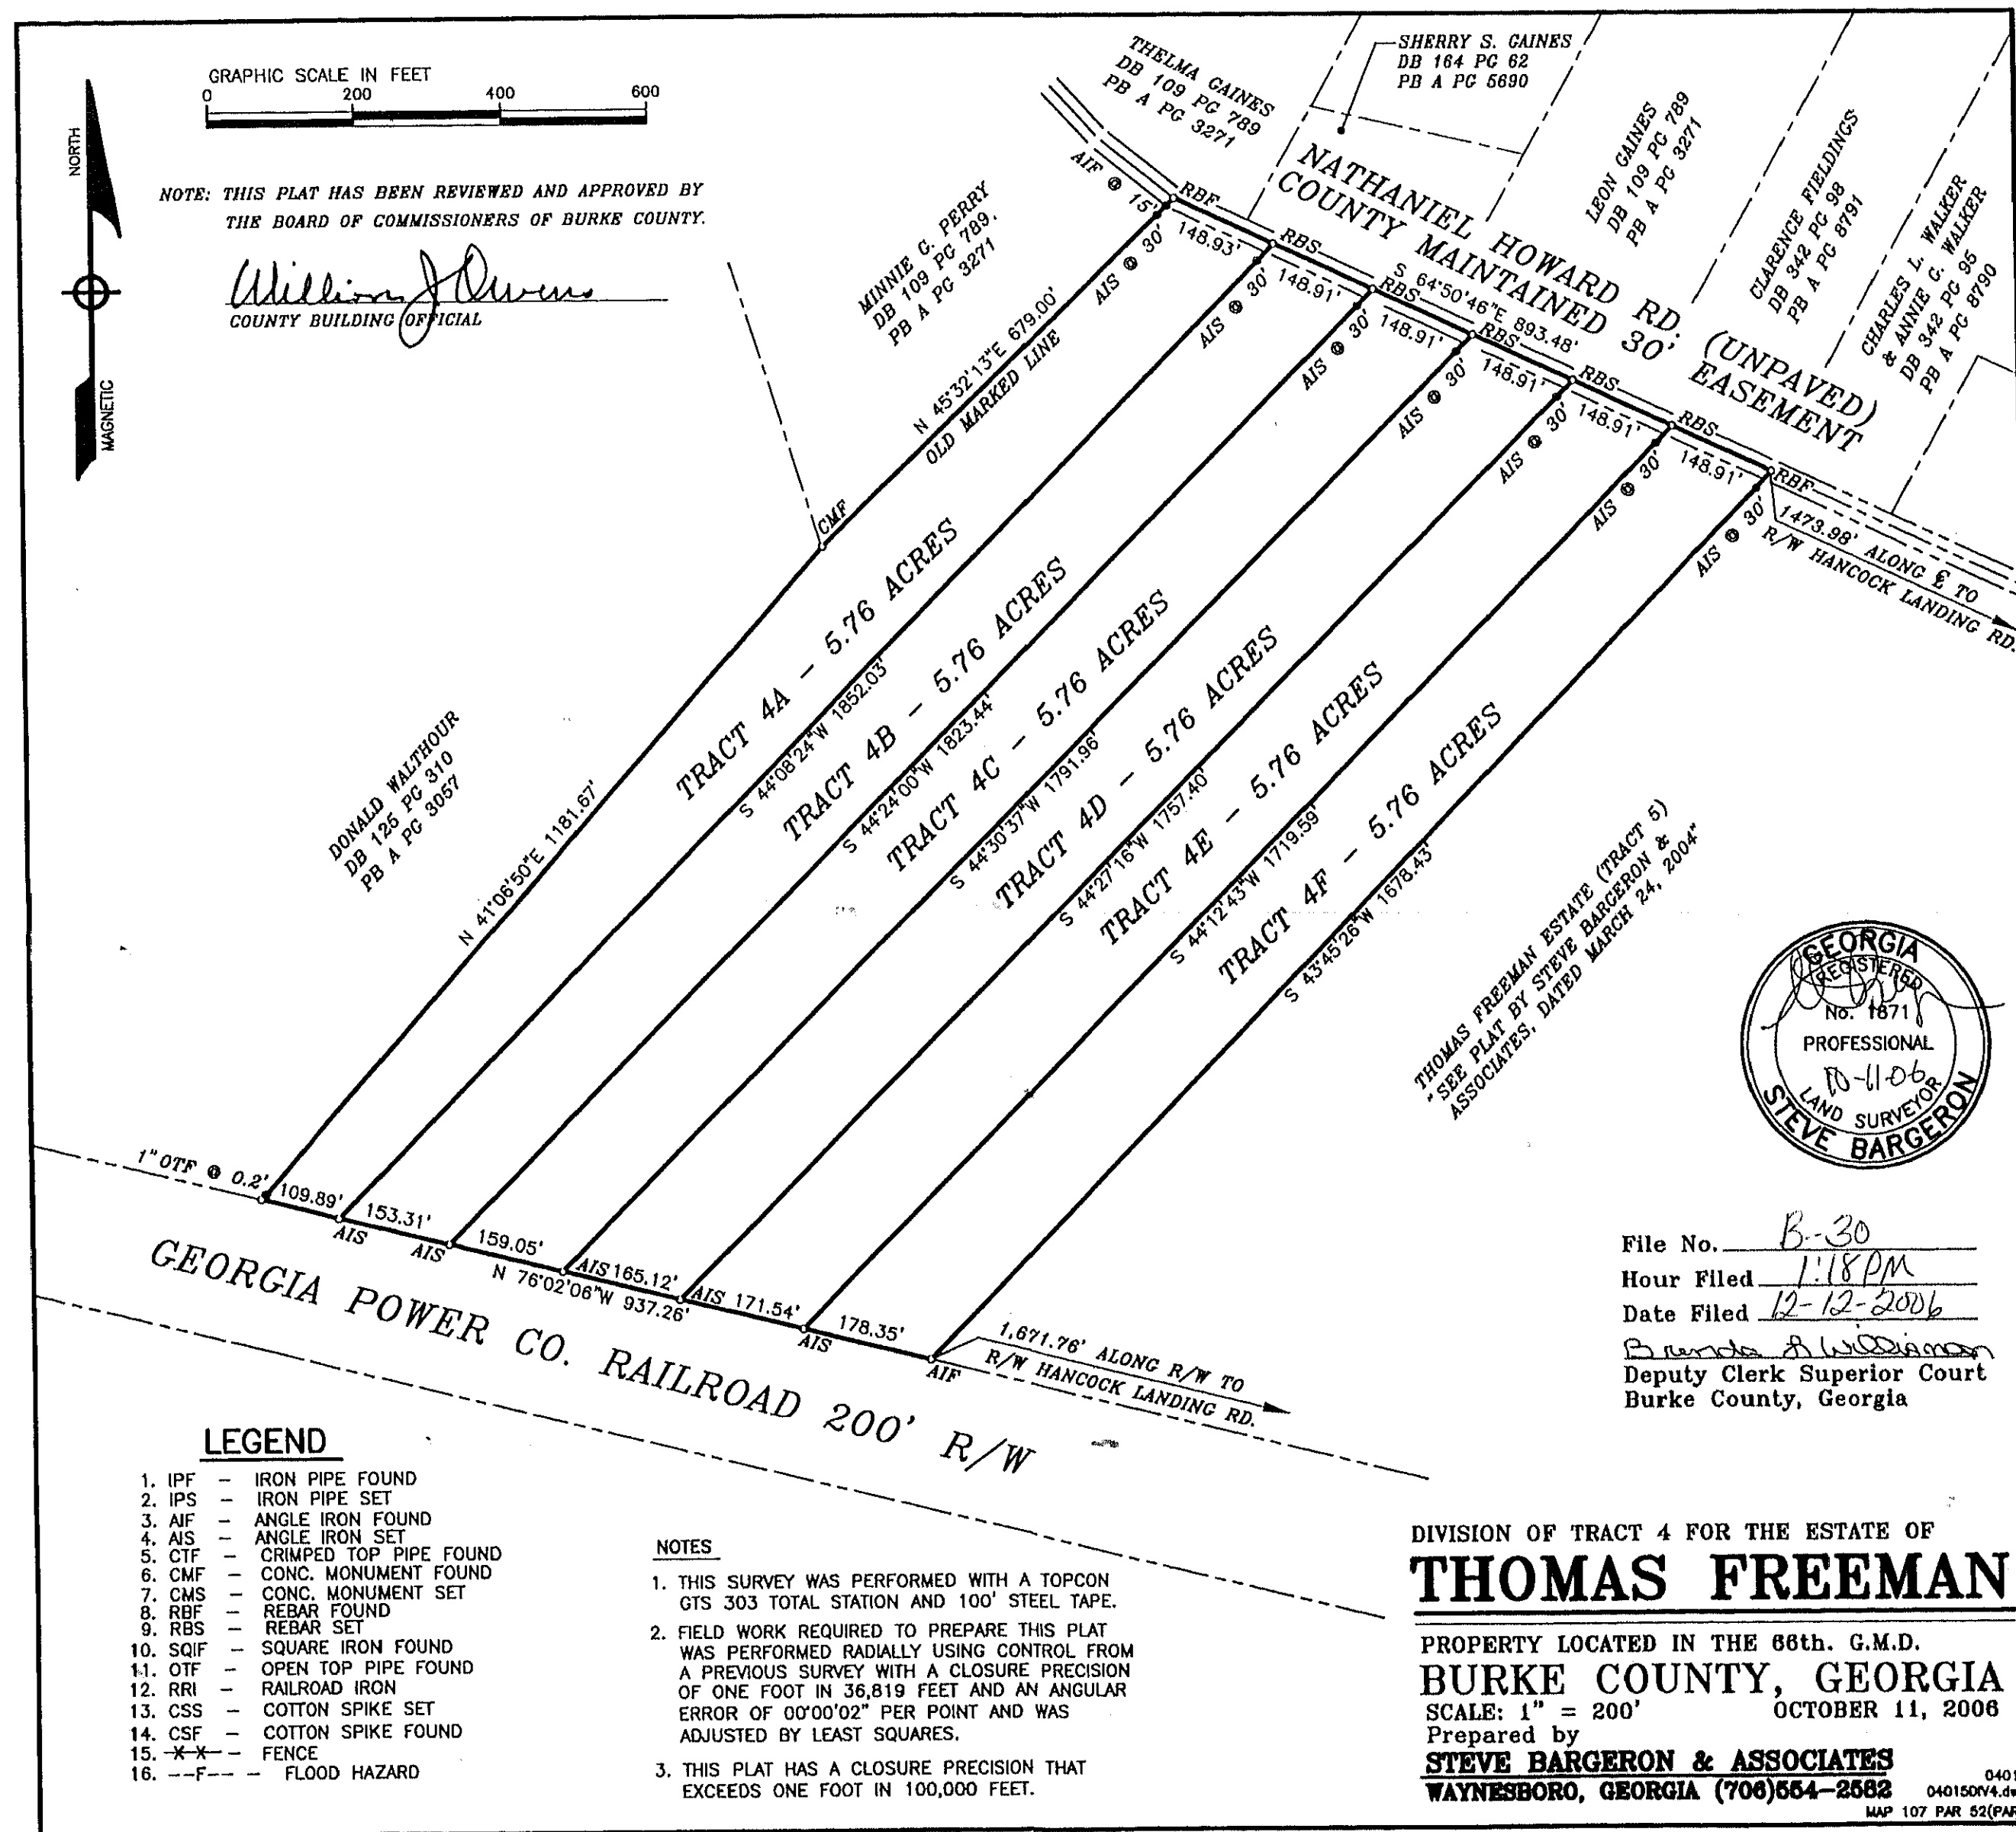 GRAPHIC SCALE IN FEET
0 200 400 600
NORTH
MAGNETIC
NOTE: THIS PLAT HAS BEEN REVIEWED AND APPROVED BY
THE BOARD OF COMMISSIONERS OF BURKE COUNTY.
William J Owens
COUNTY BUILDING OFFICIAL
THELMA GAINES
DB 109 PG 789
PB A PG 3271
SHERRY S. GAINES
DB 164 PG 62
PB A PG 5690
LEON GAINES
DB 109 PG 789
PB A PG 3271
CLARENCE FIELDINGS
DB 342 PG 98
PB A PG 8791
CHARLES L. WALKER
& ANNIE G. WALKER
DB 342 PG 95
PB A PG 8790
NATHANIEL HOWARD RD. (UNPAVED)
COUNTY MAINTAINED 30' EASEMENT
S 64°50'46"E 893.48'
MINNIE G. PERRY
DB 109 PG 789.
PB A PG 3271
AIF @ 15'
RBF
RBS
RBS
RBS
RBS
RBS
RBF
148.93'
148.91'
148.91'
148.91'
148.91'
148.91'
AIS @ 30'
AIS @ 30'
AIS @ 30'
AIS @ 30'
AIS @ 30'
AIS @ 30'
AIS @ 30'
1473.98' ALONG ₵ TO
R/W HANCOCK LANDING RD.
N 45°32'13"E 679.00'
OLD MARKED LINE
CMF
N 41°06'50"E 1181.67'
DONALD WALTHOUR
DB 125 PG 310
PB A PG 3057
TRACT 4A – 5.76 ACRES
S 44°08'24"W 1852.03'
TRACT 4B – 5.76 ACRES
S 44°24'00"W 1823.44'
TRACT 4C – 5.76 ACRES
S 44°30'37"W 1791.96'
TRACT 4D – 5.76 ACRES
S 44°27'16"W 1757.40'
TRACT 4E – 5.76 ACRES
S 44°12'43"W 1719.59'
TRACT 4F – 5.76 ACRES
S 43°45'26"W 1678.43'
THOMAS FREEMAN ESTATE (TRACT 5)
"SEE PLAT BY STEVE BARGERON &
ASSOCIATES, DATED MARCH 24, 2004"
GEORGIA
REGISTERED
No. 1871
PROFESSIONAL
10-11-06
LAND SURVEYOR
STEVE BARGERON
1" OTF @ 0.2'
109.89'
AIS
153.31'
AIS
159.05'
AIS
165.12'
AIS
171.54'
AIS
178.35'
AIF
N 76°02'06"W 937.26'
1,671.76' ALONG R/W TO
R/W HANCOCK LANDING RD.
GEORGIA POWER CO. RAILROAD 200' R/W
File No. B-30
Hour Filed 1:18 PM
Date Filed 12-12-2006
Deputy Clerk Superior Court
Burke County, Georgia
LEGEND
1. IPF – IRON PIPE FOUND
2. IPS – IRON PIPE SET
3. AIF – ANGLE IRON FOUND
4. AIS – ANGLE IRON SET
5. CTF – CRIMPED TOP PIPE FOUND
6. CMF – CONC. MONUMENT FOUND
7. CMS – CONC. MONUMENT SET
8. RBF – REBAR FOUND
9. RBS – REBAR SET
10. SQIF – SQUARE IRON FOUND
11. OTF – OPEN TOP PIPE FOUND
12. RRI – RAILROAD IRON
13. CSS – COTTON SPIKE SET
14. CSF – COTTON SPIKE FOUND
15. –X–X– – FENCE
16. ––F–– – FLOOD HAZARD
NOTES
1. THIS SURVEY WAS PERFORMED WITH A TOPCON
GTS 303 TOTAL STATION AND 100' STEEL TAPE.
2. FIELD WORK REQUIRED TO PREPARE THIS PLAT
WAS PERFORMED RADIALLY USING CONTROL FROM
A PREVIOUS SURVEY WITH A CLOSURE PRECISION
OF ONE FOOT IN 36,819 FEET AND AN ANGULAR
ERROR OF 00°00'02" PER POINT AND WAS
ADJUSTED BY LEAST SQUARES.
3. THIS PLAT HAS A CLOSURE PRECISION THAT
EXCEEDS ONE FOOT IN 100,000 FEET.
DIVISION OF TRACT 4 FOR THE ESTATE OF
THOMAS FREEMAN
PROPERTY LOCATED IN THE 66th. G.M.D.
BURKE COUNTY, GEORGIA
SCALE: 1" = 200' OCTOBER 11, 2006
Prepared by
STEVE BARGERON & ASSOCIATES
WAYNESBORO, GEORGIA (706)554–2582
0401
MAP 107 PAR 52(PAR